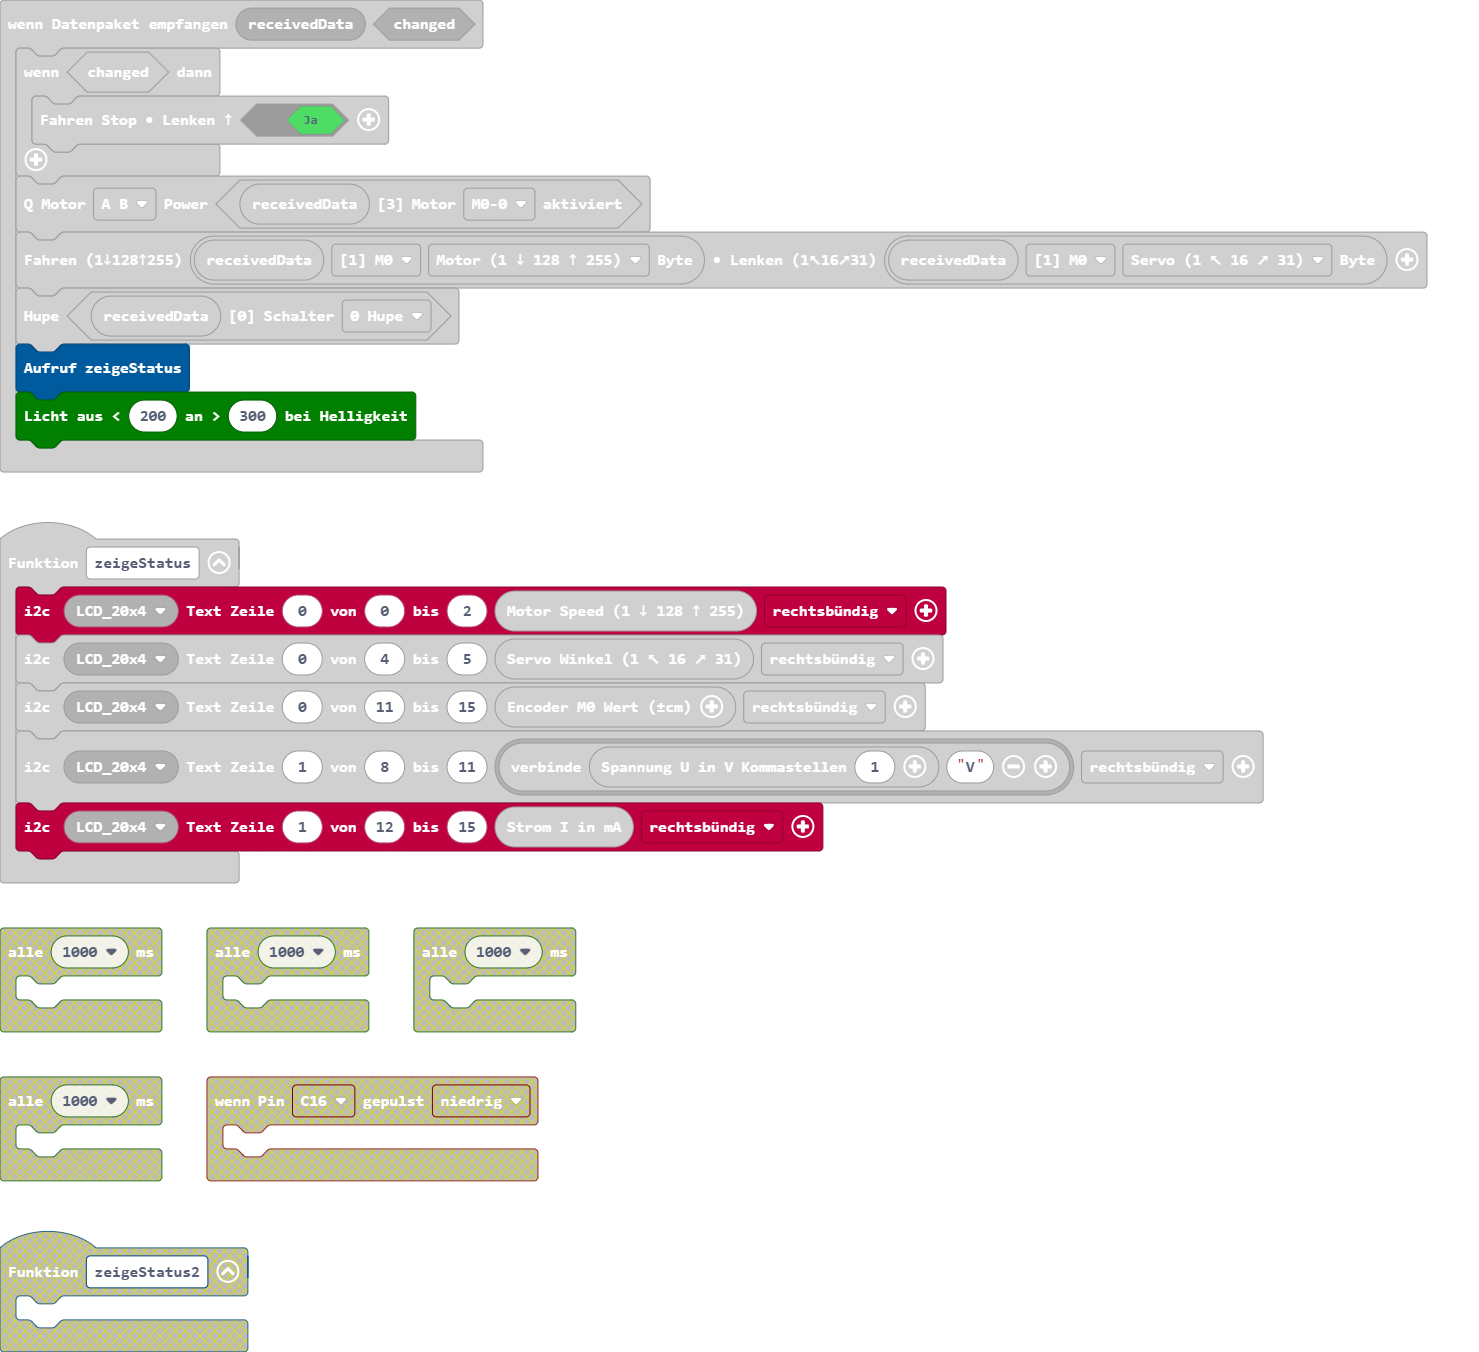 wenn Datenpaket empfangen receivedData changed
wenn changed dann
Fahren Stop • Lenken ↑ Ja
Q Motor A B Power receivedData [3] Motor M0-0 aktiviert
Fahren (1↓128↑255) receivedData [1] M0 Motor (1 ↓ 128 ↑ 255) Byte • Lenken (1↖16↗31) receivedData [1] M0 Servo (1 ↖ 16 ↗ 31) Byte
Hupe receivedData [0] Schalter 0 Hupe
Aufruf zeigeStatus
Licht aus < 200 an > 300 bei Helligkeit
Funktion zeigeStatus
i2c LCD_20x4 Text Zeile 0 von 0 bis 2 Motor Speed (1 ↓ 128 ↑ 255) rechtsbündig
i2c LCD_20x4 Text Zeile 0 von 4 bis 5 Servo Winkel (1 ↖ 16 ↗ 31) rechtsbündig
i2c LCD_20x4 Text Zeile 0 von 11 bis 15 Encoder M0 Wert (±cm) rechtsbündig
i2c LCD_20x4 Text Zeile 1 von 8 bis 11 verbinde Spannung U in V Kommastellen 1 "V" rechtsbündig
i2c LCD_20x4 Text Zeile 1 von 12 bis 15 Strom I in mA rechtsbündig
alle 1000 ms
alle 1000 ms
alle 1000 ms
alle 1000 ms
wenn Pin C16 gepulst niedrig
Funktion zeigeStatus2